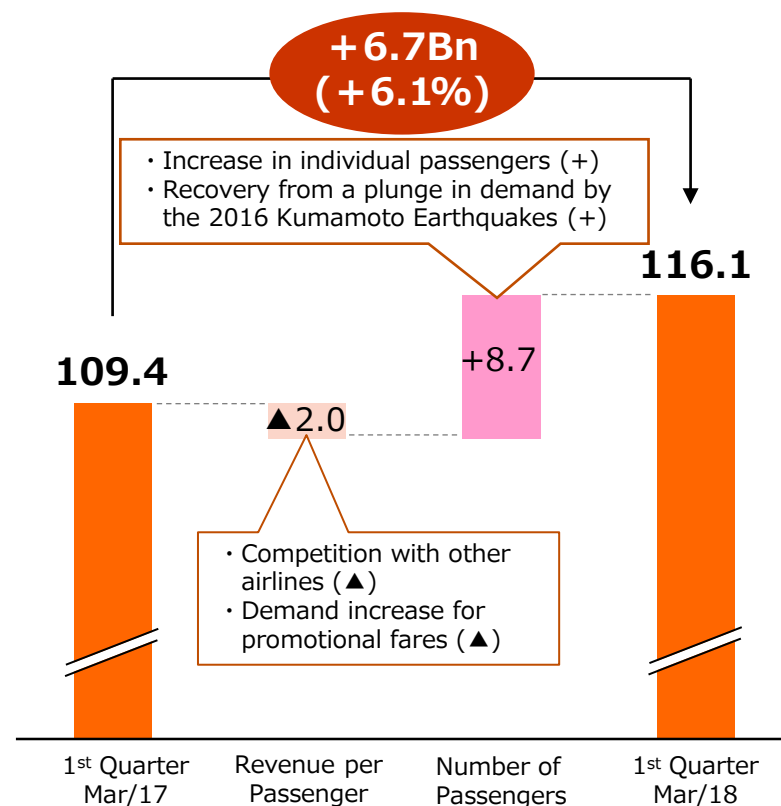 +6.7Bn
(+6.1%)
・Increase in individual passengers (+)
・Recovery from a plunge in demand by
the 2016 Kumamoto Earthquakes (+)
116.1
+8.7
109.4
▲2.0
・Competition with other
airlines (▲)
・Demand increase for
promotional fares (▲)
1st Quarter
Mar/17
Revenue per
Passenger
Number of
Passengers
1st Quarter
Mar/18